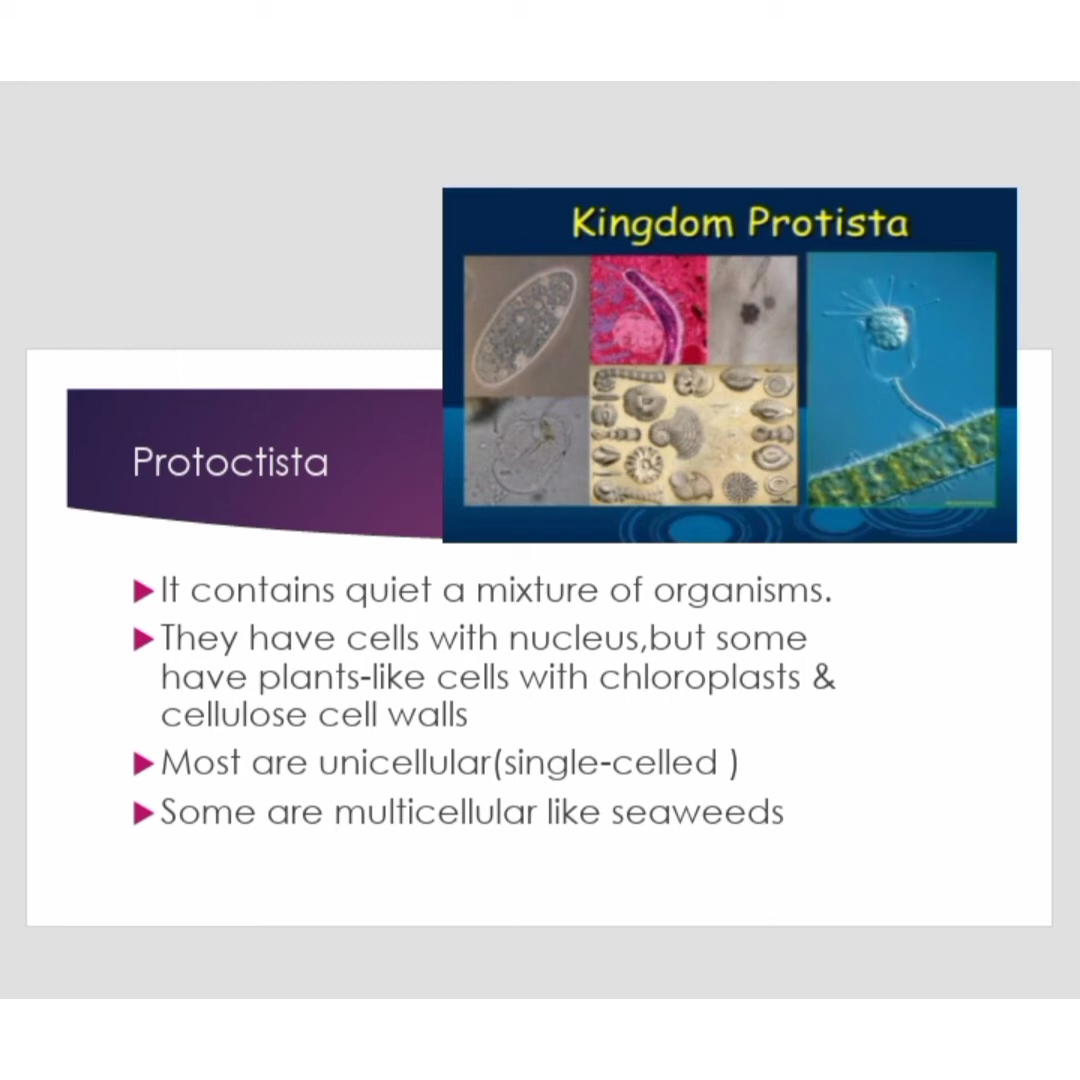 Kingdom Protista
Protoctista
It contains quiet a mixture of organisms.
They have cells with nucleus,but some
have plants-like cells with chloroplasts &
cellulose cell walls
Most are unicellular(single-celled )
Some are multicellular like seaweeds